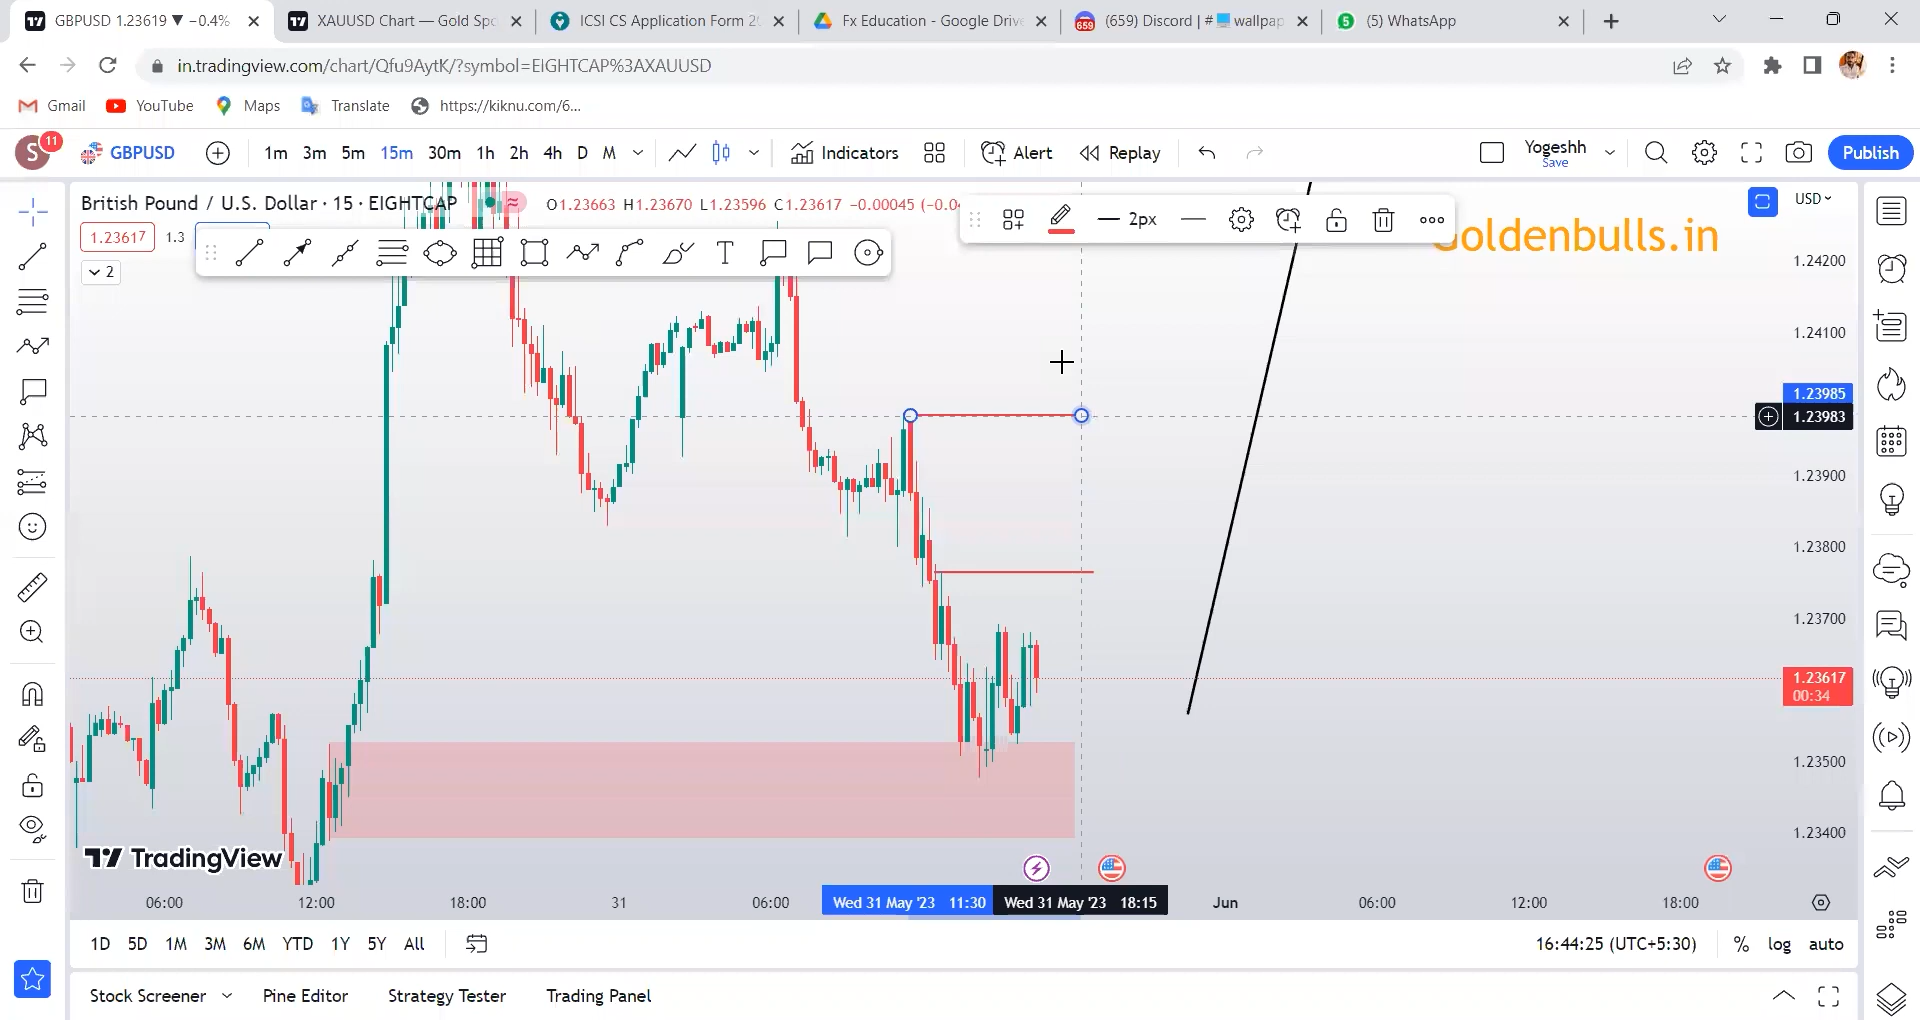 GBPUSD 1.23619 ▼ −0.4%
XAUUSD Chart — Gold Spo
ICSI CS Application Form 2
Fx Education - Google Drive
(659) Discord | # wallpap
(5) WhatsApp
in.tradingview.com/chart/Qfu9AytK/?symbol=EIGHTCAP%3AXAUUSD
Gmail YouTube Maps Translate https://kiknu.com/6...
S 11 GBPUSD 1m 3m 5m 15m 30m 1h 2h 4h D M Indicators Alert Replay Yogeshh Save Publish
British Pound / U.S. Dollar · 15 · EIGHTCAP O1.23663 H1.23670 L1.23596 C1.23617 −0.00045 (−0.0
2px
USD
1.23617 1.3
2
Goldenbulls.in
1.24200
1.24100
1.23985
1.23983
1.23900
1.23800
1.23700
1.23617
00:34
1.23500
1.23400
TradingView
06:00 12:00 18:00 31 06:00 Wed 31 May '23 11:30 Wed 31 May '23 18:15 Jun 06:00 12:00 18:00
1D 5D 1M 3M 6M YTD 1Y 5Y All 16:44:25 (UTC+5:30) % log auto
Stock Screener Pine Editor Strategy Tester Trading Panel